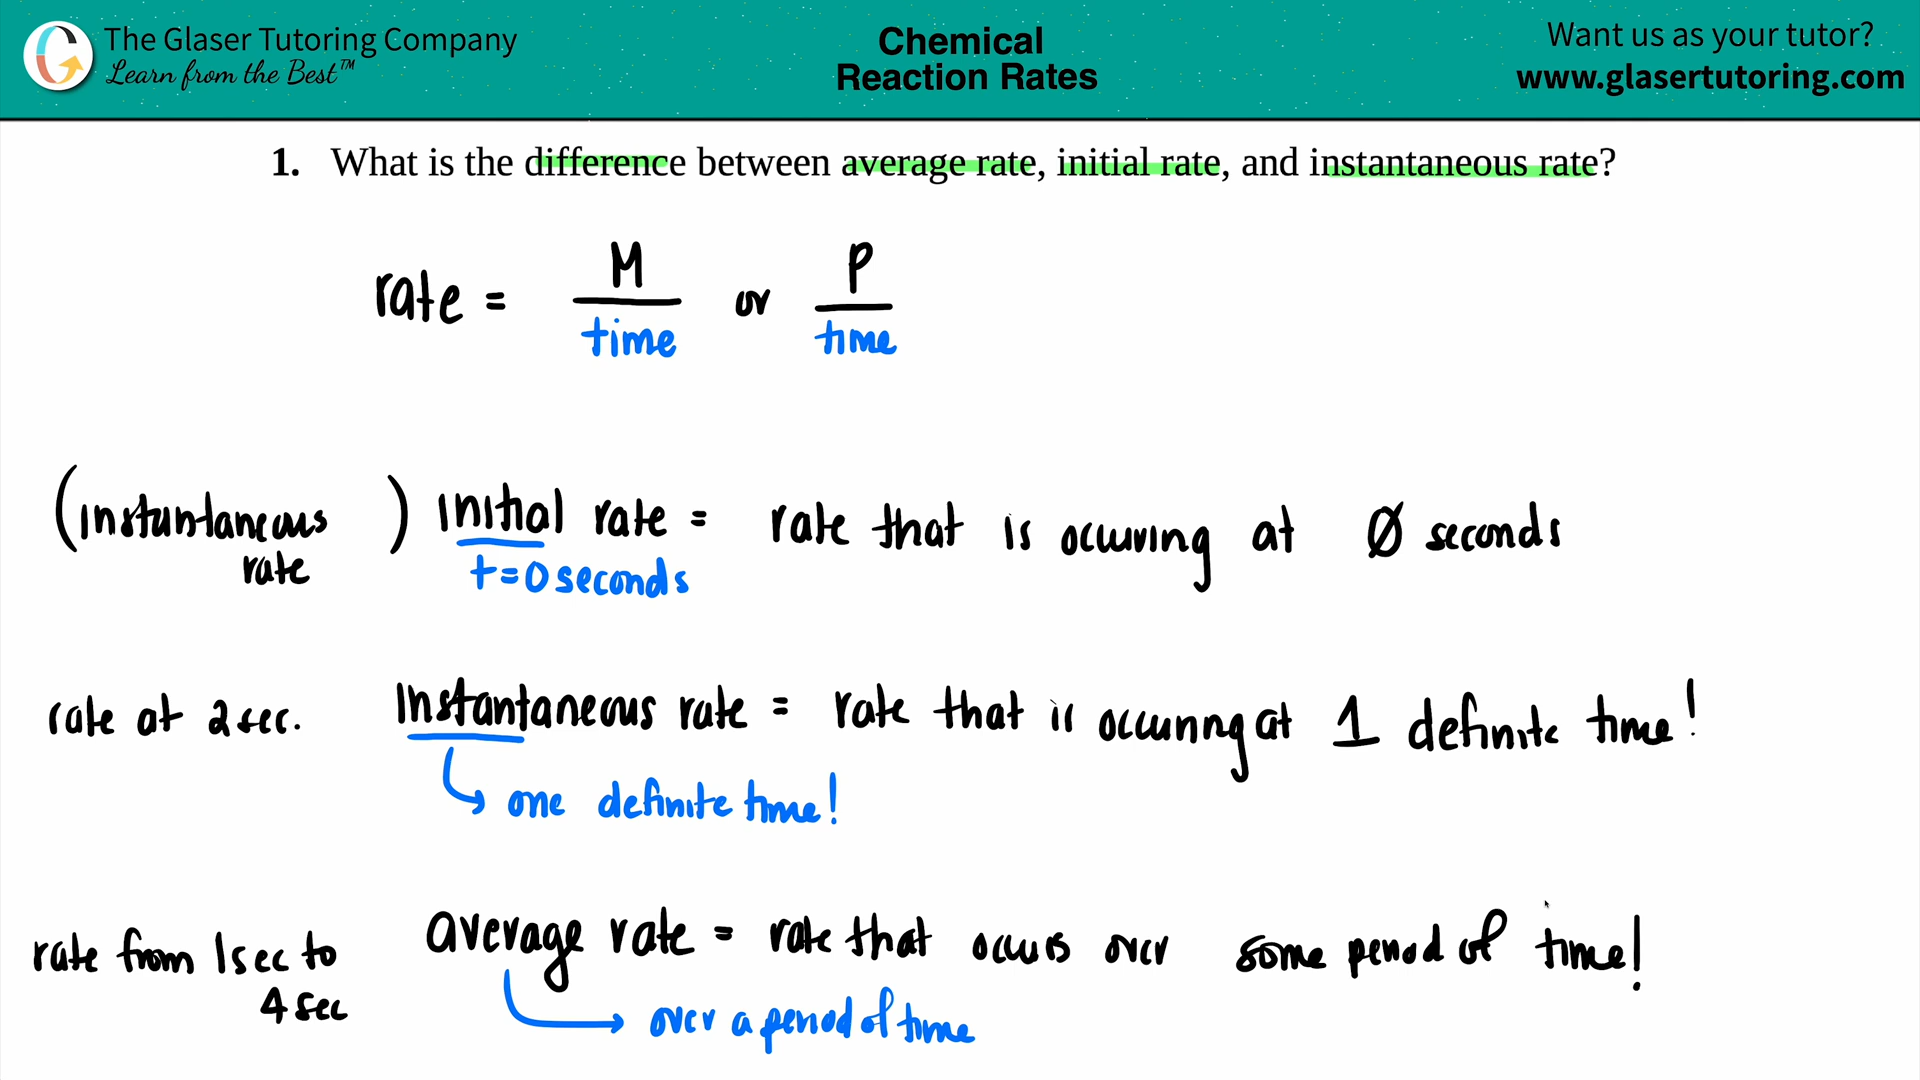 The Glaser Tutoring Company
Learn from the Best™
Chemical
Reaction Rates
Want us as your tutor?
www.glasertutoring.com
1. What is the difference between average rate, initial rate, and instantaneous rate?
rate = M/time or P/time
(instantaneous rate) initial rate = rate that is occuring at 0 seconds
t=0 seconds
rate at 2 sec. instantaneous rate = rate that is occurring at 1 definite time!
one definite time!
rate from 1 sec to 4 sec average rate = rate that occurs over some period of time!
over a period of time